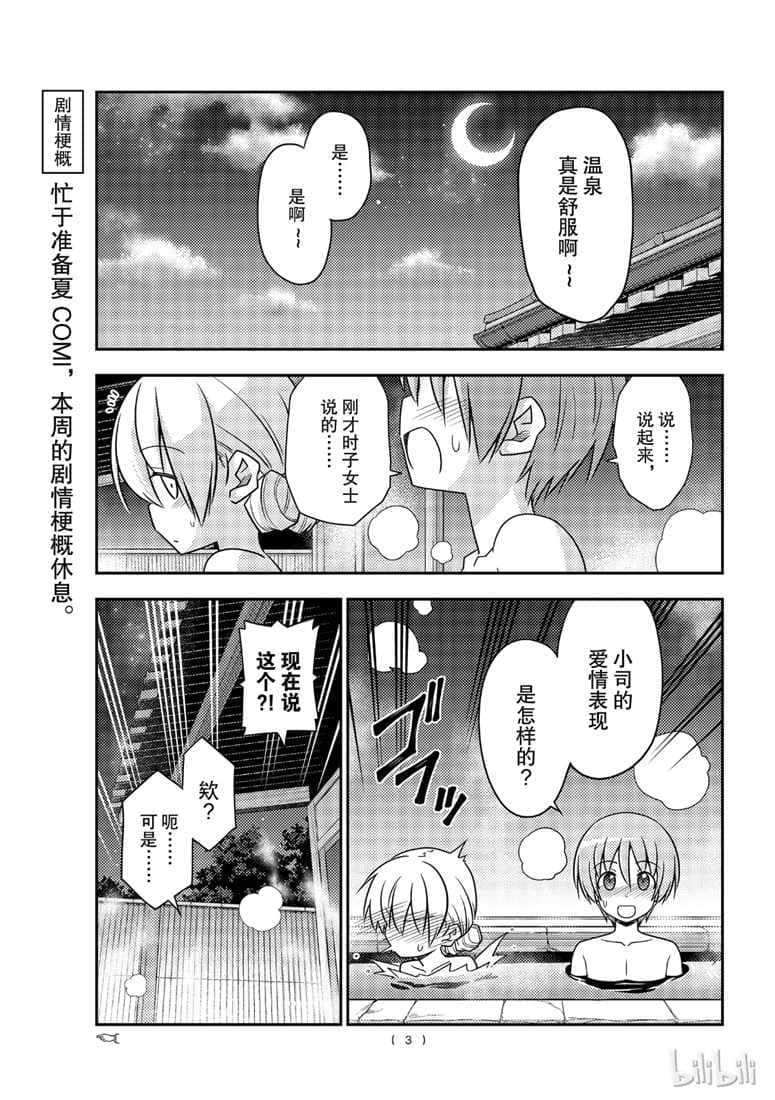 剧情梗概
忙于准备夏COMI，本周的剧情梗概休息。
温泉
真是舒服啊~
是……
是啊~
说……
说起来，
刚才时子女士
说的……
小司的
爱情表现
是怎样的？
ババッ
现在说
这个?!
欸？
呃……
可是……
( 3 )
bilibili